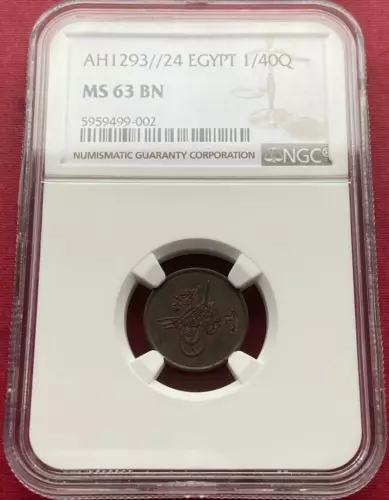 AH1293//24 EGYPT 1/40Q
MS 63 BN
5959499-002
NUMISMATIC GUARANTY CORPORATION NGC®